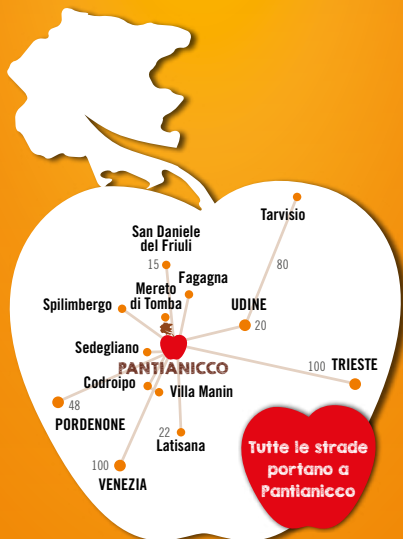 Tarvisio
San Daniele
del Friuli
15
80
Fagagna
Mereto
di Tomba
Spilimbergo
UDINE
20
Sedegliano
PANTIANICCO
100 TRIESTE
Codroipo
Villa Manin
48
PORDENONE
22
Latisana
100
VENEZIA
Tutte le strade
portano a
Pantianicco